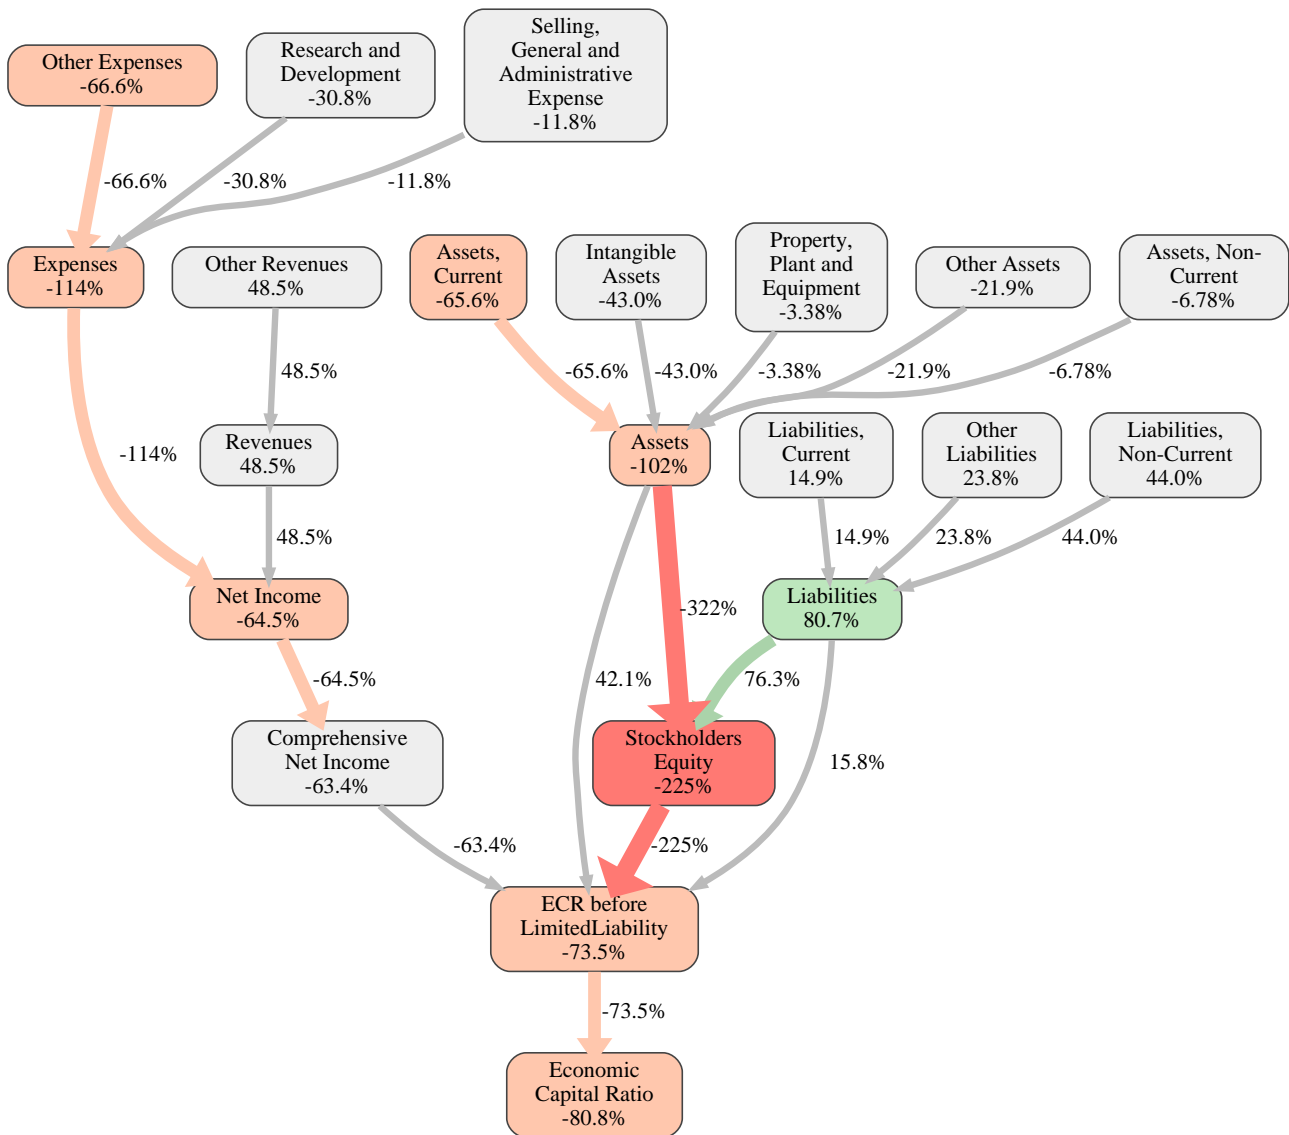 Other Expenses
-66.6%
Research and
Development
-30.8%
Selling,
General and
Administrative
Expense
-11.8%
-66.6%
-30.8%
-11.8%
Expenses
-114%
Other Revenues
48.5%
Assets,
Current
-65.6%
Intangible
Assets
-43.0%
Property,
Plant and
Equipment
-3.38%
Other Assets
-21.9%
Assets, Non-
Current
-6.78%
48.5%
-65.6%
-43.0%
-3.38%
-21.9%
-6.78%
-114%
Revenues
48.5%
Assets
-102%
Liabilities,
Current
14.9%
Other
Liabilities
23.8%
Liabilities,
Non-Current
44.0%
48.5%
14.9%
23.8%
44.0%
Net Income
-64.5%
-322%
Liabilities
80.7%
-64.5%
42.1%
76.3%
15.8%
Comprehensive
Net Income
-63.4%
Stockholders
Equity
-225%
-63.4%
-225%
ECR before
LimitedLiability
-73.5%
-73.5%
Economic
Capital Ratio
-80.8%